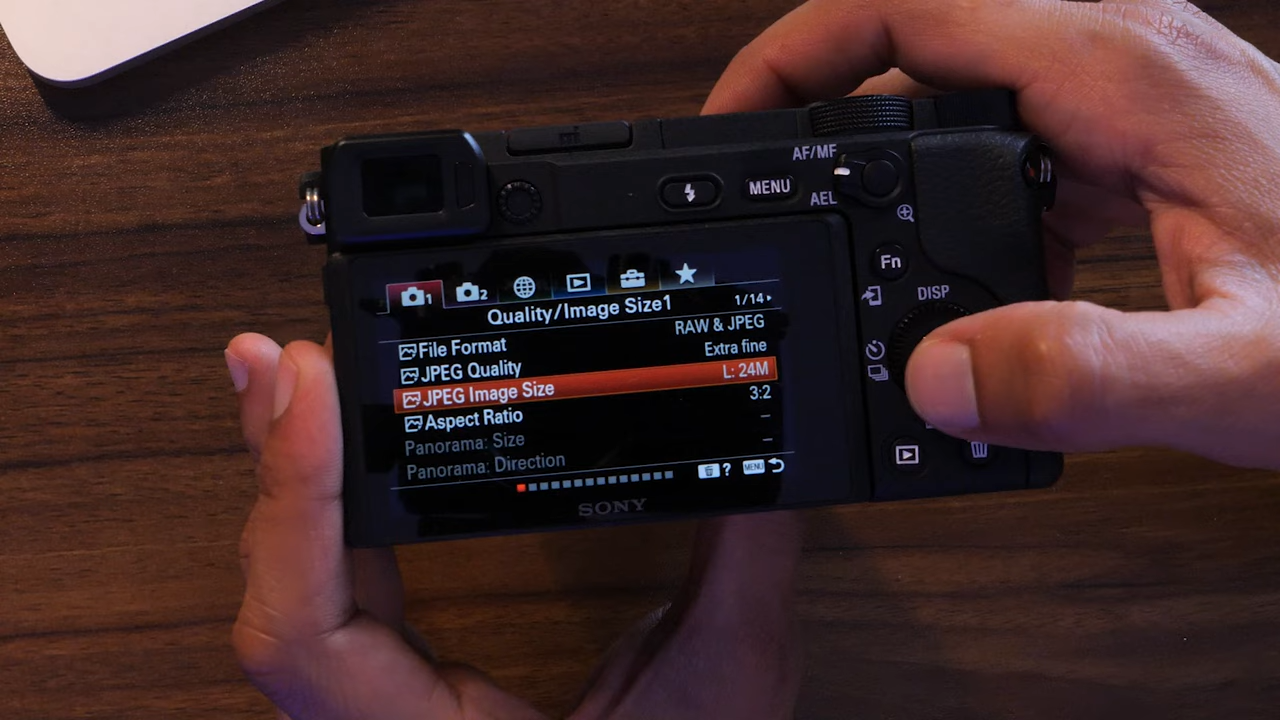 AF/MF
MENU
AEL
Fn
DISP
1
2
Quality/Image Size1
1/14
File Format
RAW & JPEG
JPEG Quality
Extra fine
JPEG Image Size
L: 24M
Aspect Ratio
3:2
Panorama: Size
–
Panorama: Direction
–
?
MENU
SONY